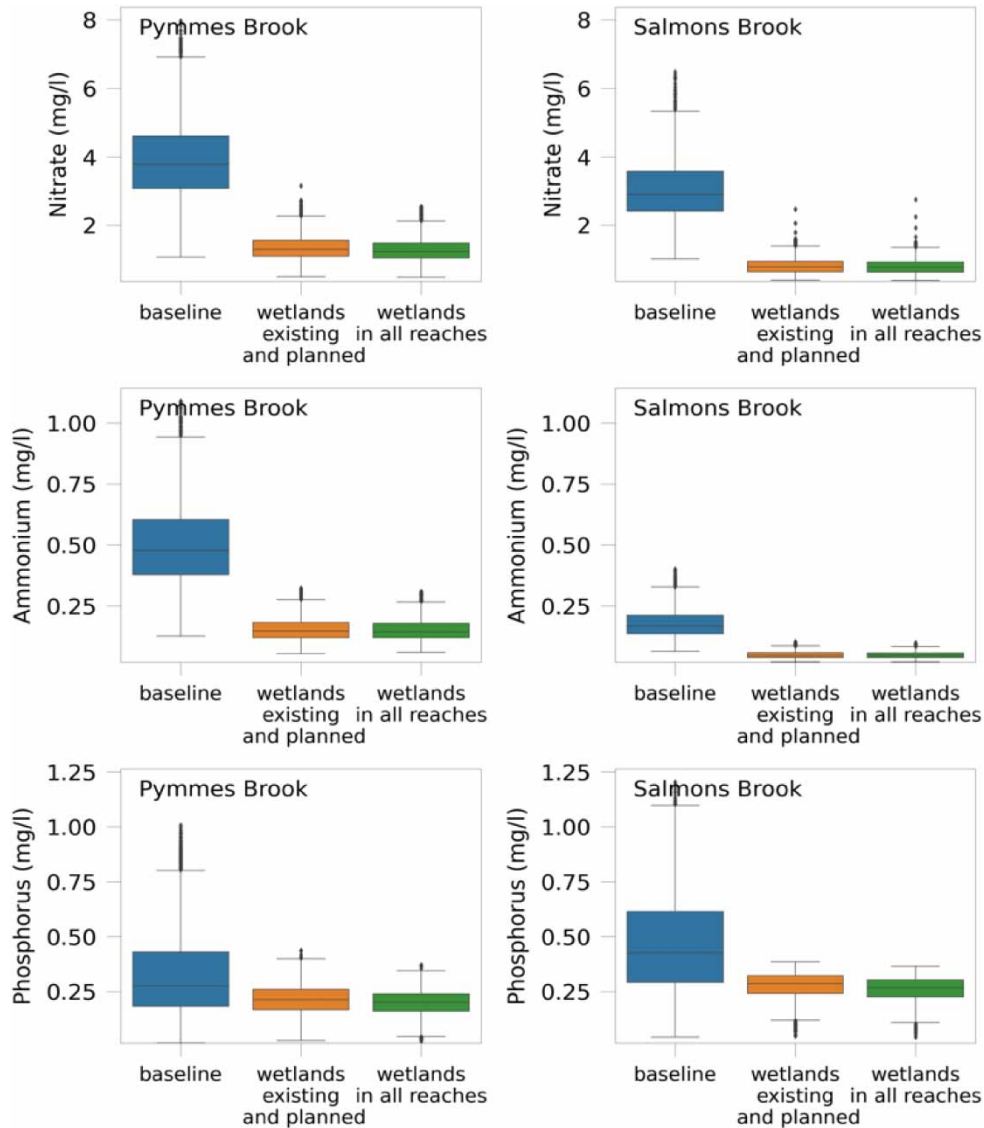 Pymmes Brook
Nitrate (mg/l)
8
6
4
2
baseline
wetlands
existing
and planned
wetlands
in all reaches
Salmons Brook
Nitrate (mg/l)
8
6
4
2
baseline
wetlands
existing
and planned
wetlands
in all reaches
Pymmes Brook
Ammonium (mg/l)
1.00
0.75
0.50
0.25
baseline
wetlands
existing
and planned
wetlands
in all reaches
Salmons Brook
Ammonium (mg/l)
1.00
0.75
0.50
0.25
baseline
wetlands
existing
and planned
wetlands
in all reaches
Pymmes Brook
Phosphorus (mg/l)
1.25
1.00
0.75
0.50
0.25
baseline
wetlands
existing
and planned
wetlands
in all reaches
Salmons Brook
Phosphorus (mg/l)
1.25
1.00
0.75
0.50
0.25
baseline
wetlands
existing
and planned
wetlands
in all reaches